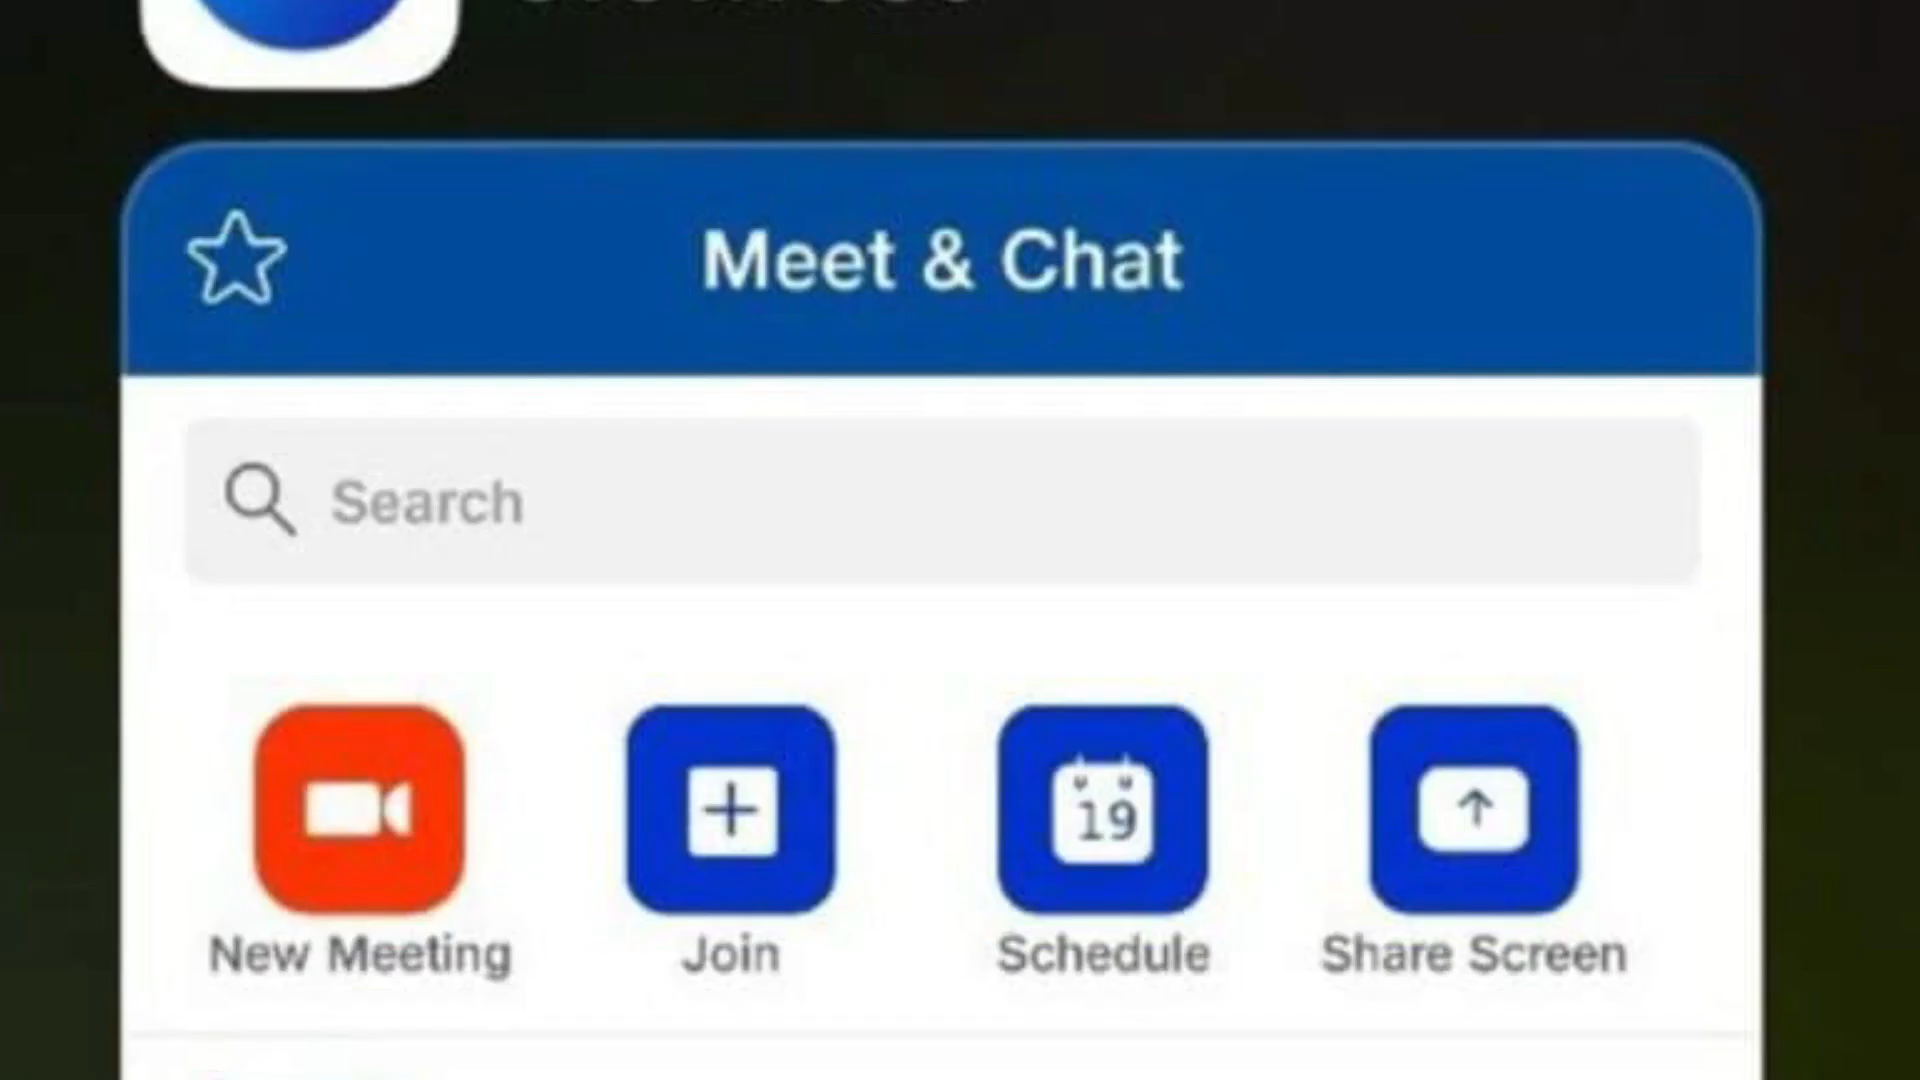 Meet & Chat
Search
19
New Meeting
Join
Schedule
Share Screen